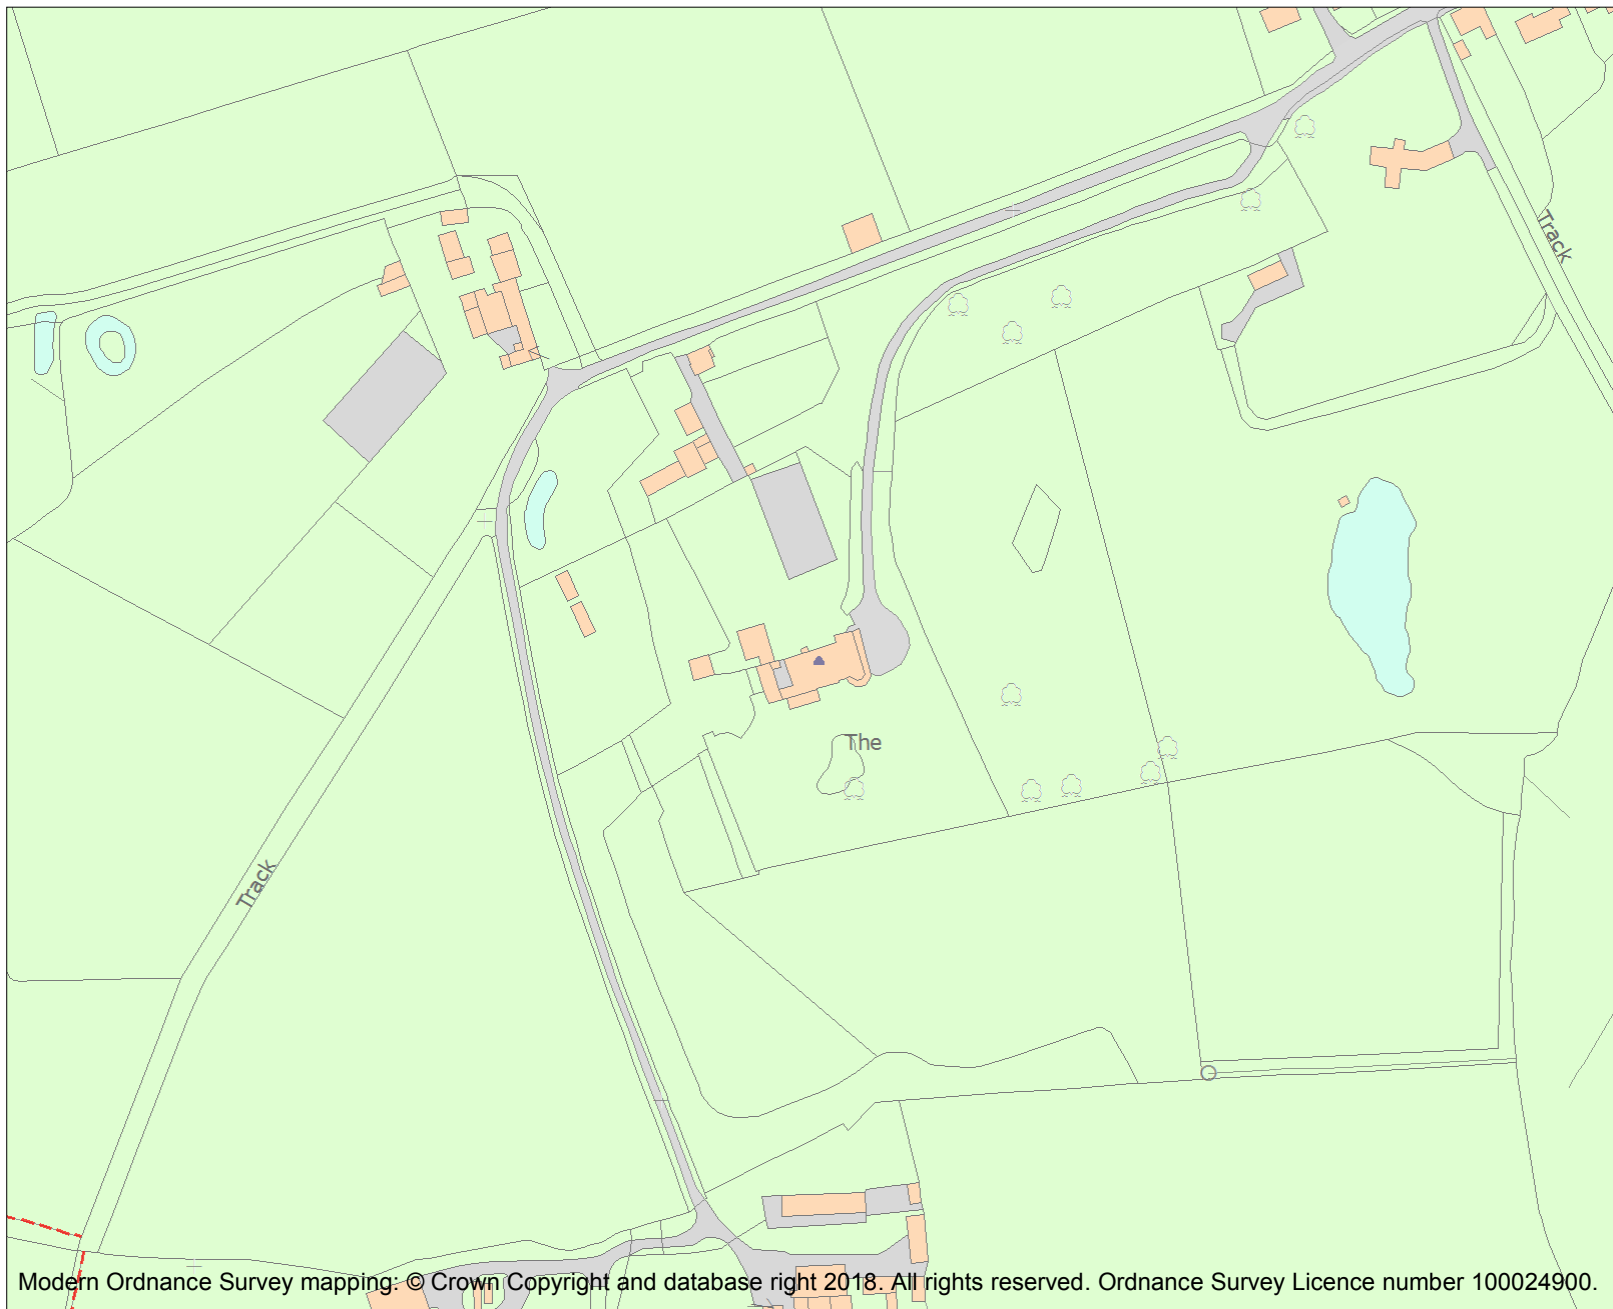 Track
The
Track
Modern Ordnance Survey mapping: © Crown Copyright and database right 2018. All rights reserved. Ordnance Survey Licence number 100024900.